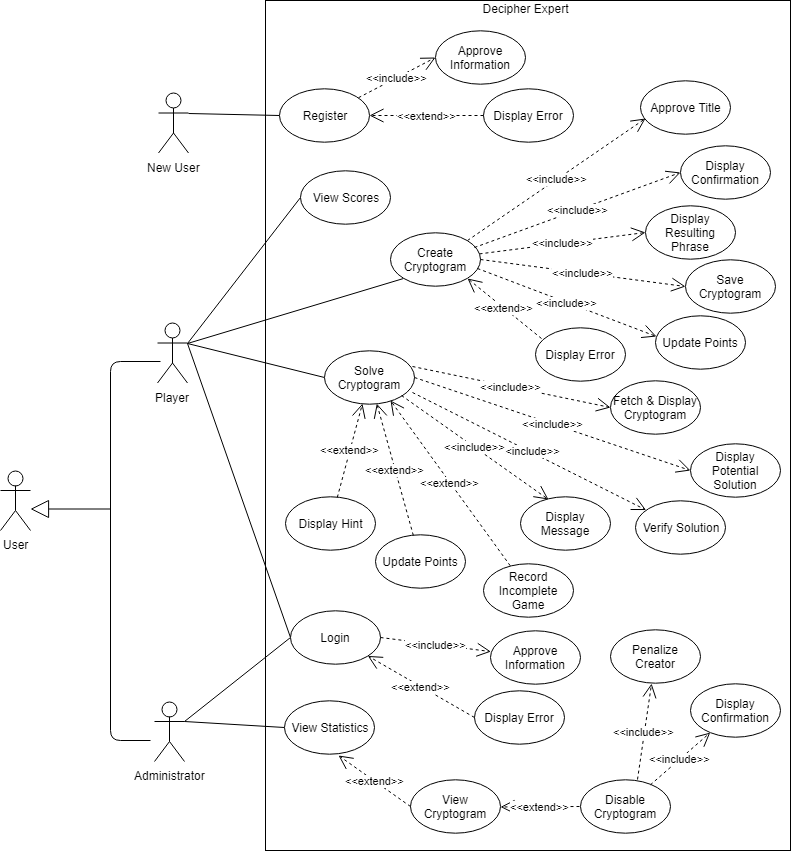 Decipher Expert
Approve
Information
<<include>>
Register
<<extend>>
Display Error
New User
Approve Title
<<include>>
Display
Confirmation
<<include>>
View Scores
Display
Resulting
Phrase
<<include>>
Create
Cryptogram
<<include>>
Save
Cryptogram
<<include>>
<<extend>>
Update Points
Display Error
Player
Solve
Cryptogram
<<include>>
Fetch & Display
Cryptogram
<<include>>
<<extend>>
<<include>>
<<include>>
<<extend>>
<<extend>>
Display
Potential
Solution
Display Hint
Display
Message
Verify Solution
User
Update Points
Record
Incomplete
Game
Login
<<include>>
Approve
Information
Penalize
Creator
<<extend>>
Display Error
Display
Confirmation
View Statistics
<<include>>
<<include>>
Administrator
<<extend>>
View
Cryptogram
<<extend>>
Disable
Cryptogram